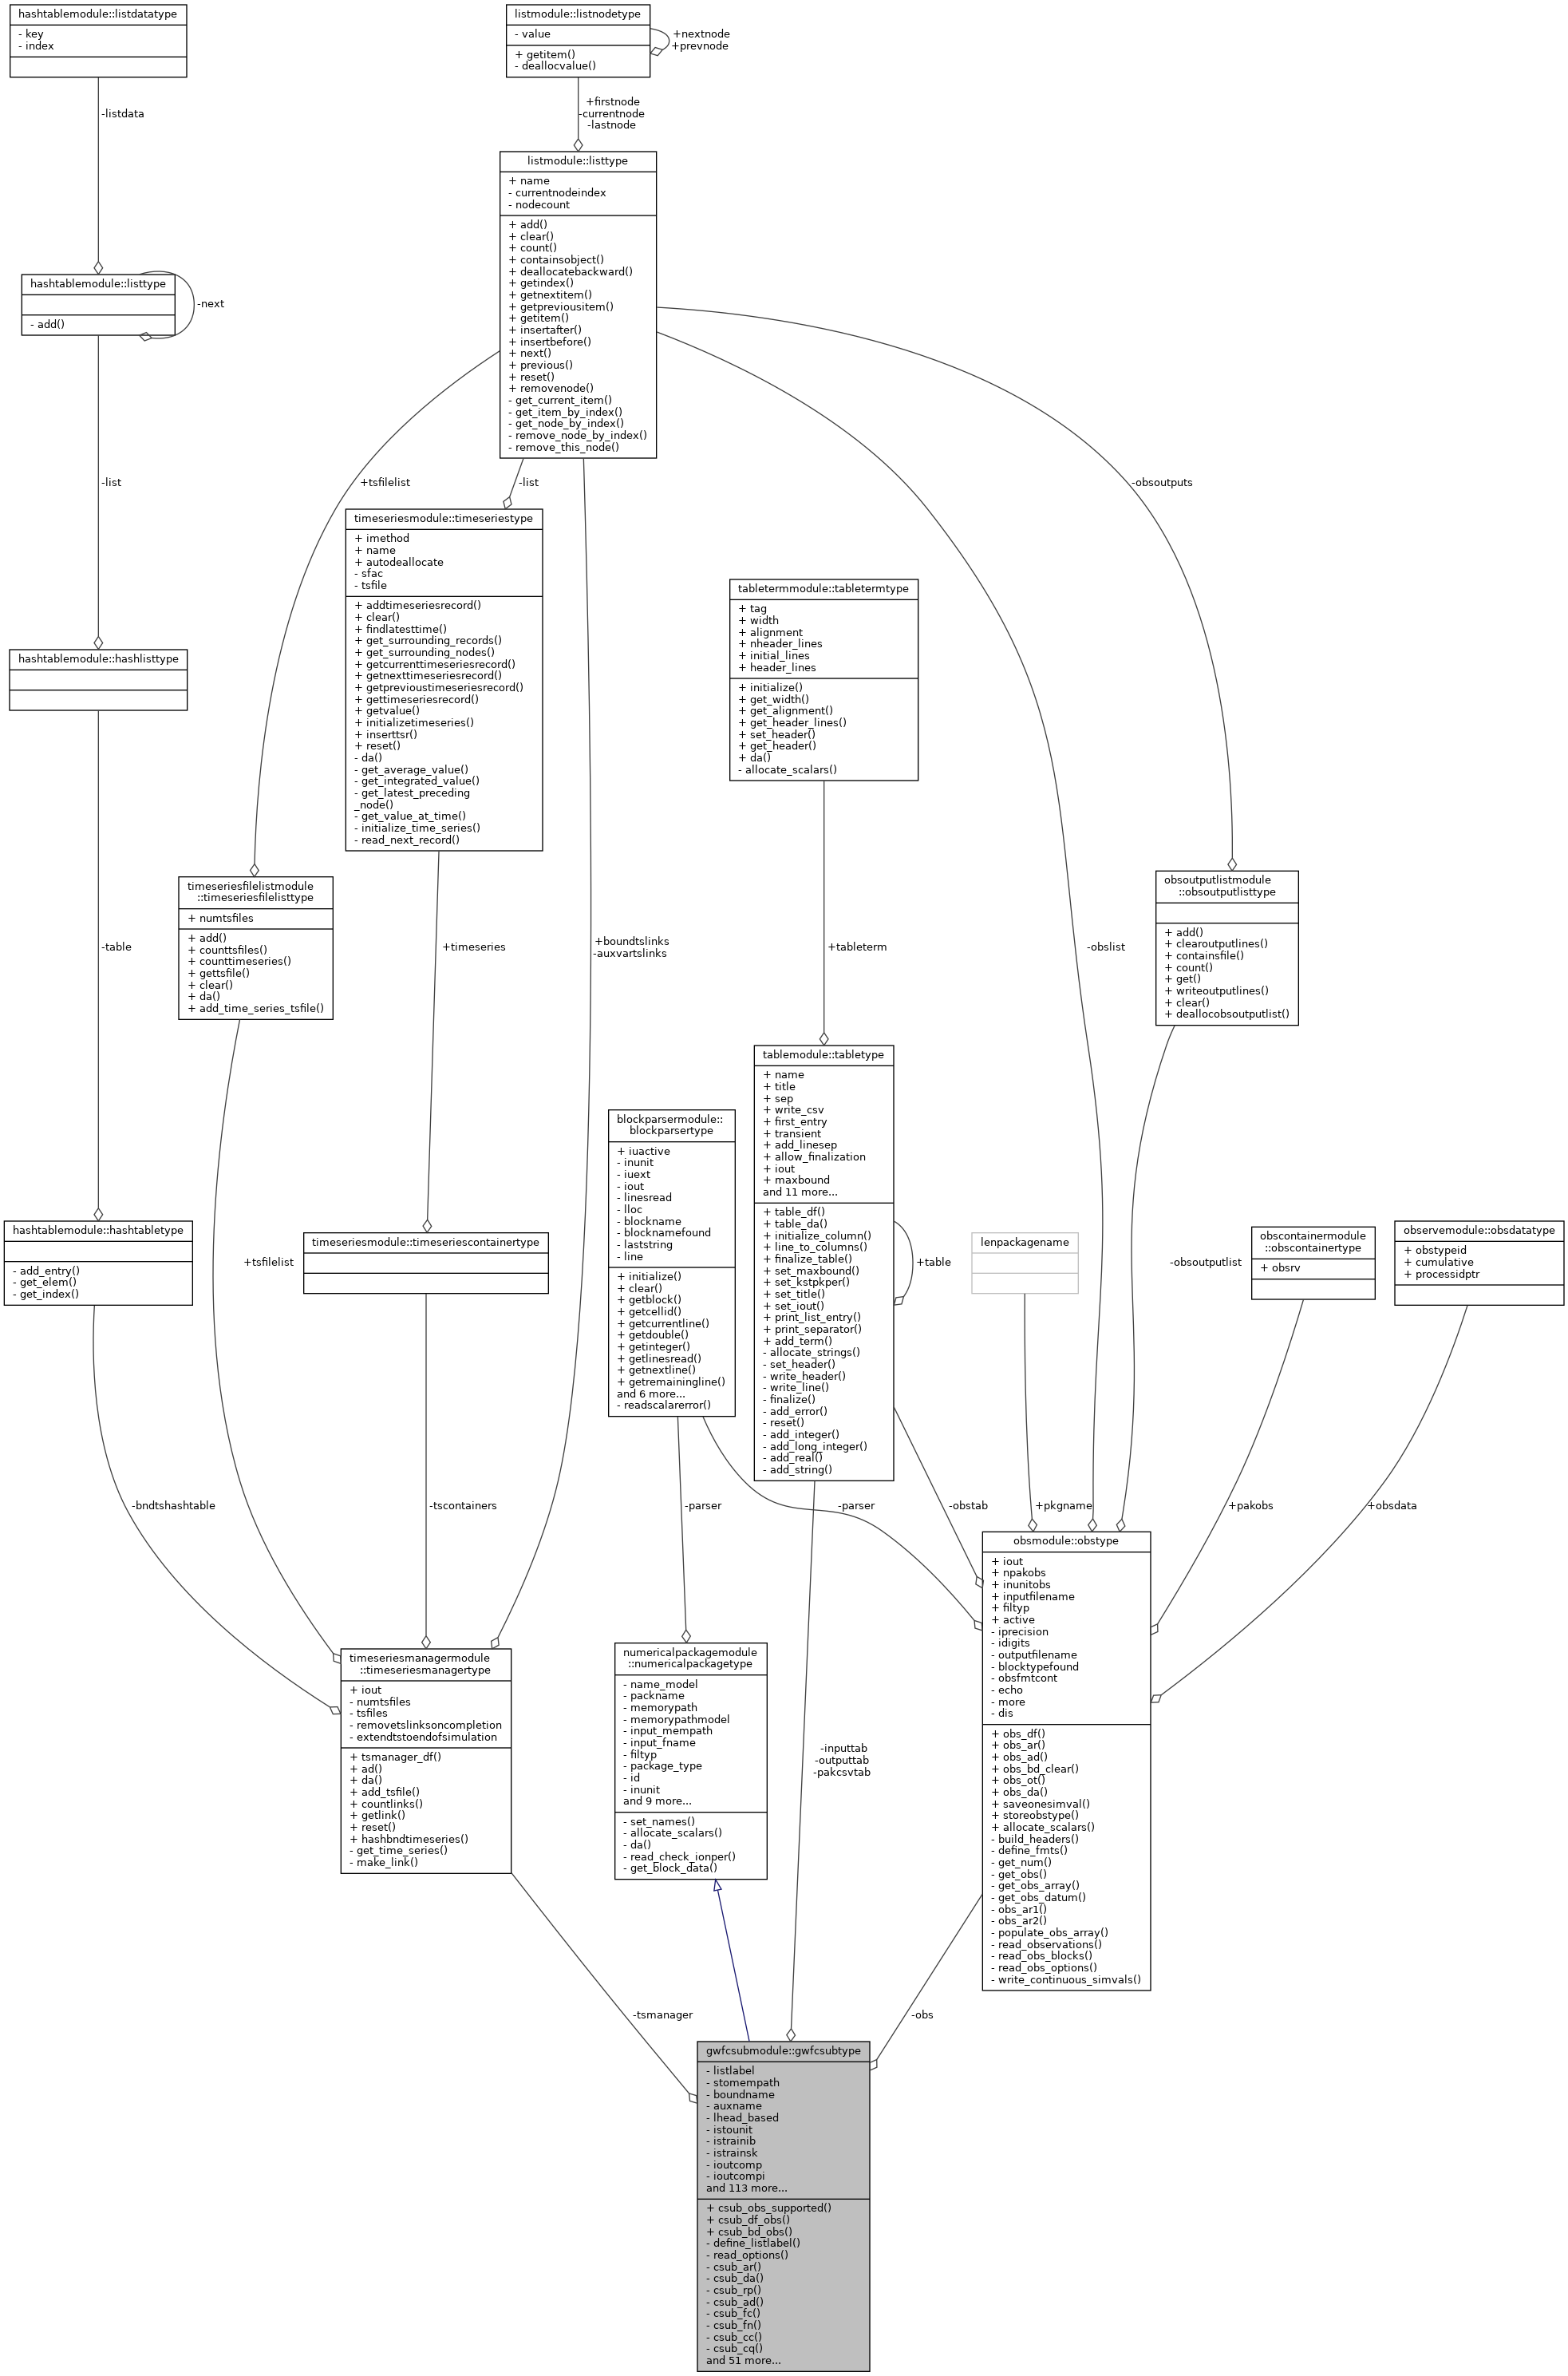 hashtablemodule::listdatatype
- key
- index
listmodule::listnodetype
- value
+ getitem()
- deallocvalue()
+nextnode
+prevnode
-listdata
+firstnode
-currentnode
-lastnode
listmodule::listtype
+ name
- currentnodeindex
- nodecount
+ add()
+ clear()
+ count()
+ containsobject()
+ deallocatebackward()
+ getindex()
+ getnextitem()
+ getpreviousitem()
+ getitem()
+ insertafter()
+ insertbefore()
+ next()
+ previous()
+ reset()
+ removenode()
- get_current_item()
- get_item_by_index()
- get_node_by_index()
- remove_node_by_index()
- remove_this_node()
hashtablemodule::listtype
- add()
-next
-list
+tsfilelist
-list
-obsoutputs
timeseriesmodule::timeseriestype
+ imethod
+ name
+ autodeallocate
- sfac
- tsfile
+ addtimeseriesrecord()
+ clear()
+ findlatesttime()
+ get_surrounding_records()
+ get_surrounding_nodes()
+ getcurrenttimeseriesrecord()
+ getnexttimeseriesrecord()
+ getprevioustimeseriesrecord()
+ gettimeseriesrecord()
+ getvalue()
+ initializetimeseries()
+ inserttsr()
+ reset()
- da()
- get_average_value()
- get_integrated_value()
- get_latest_preceding
_node()
- get_value_at_time()
- initialize_time_series()
- read_next_record()
tabletermmodule::tabletermtype
+ tag
+ width
+ alignment
+ nheader_lines
+ initial_lines
+ header_lines
+ initialize()
+ get_width()
+ get_alignment()
+ get_header_lines()
+ set_header()
+ get_header()
+ da()
- allocate_scalars()
hashtablemodule::hashlisttype
timeseriesfilelistmodule
::timeseriesfilelisttype
+ numtsfiles
+ add()
+ counttsfiles()
+ counttimeseries()
+ gettsfile()
+ clear()
+ da()
+ add_time_series_tsfile()
obsoutputlistmodule
::obsoutputlisttype
+ add()
+ clearoutputlines()
+ containsfile()
+ count()
+ get()
+ writeoutputlines()
+ clear()
+ deallocobsoutputlist()
-table
+timeseries
+boundtslinks
-auxvartslinks
+tableterm
-obslist
tablemodule::tabletype
+ name
+ title
+ sep
+ write_csv
+ first_entry
+ transient
+ add_linesep
+ allow_finalization
+ iout
+ maxbound
and 11 more...
+ table_df()
+ table_da()
+ initialize_column()
+ line_to_columns()
+ finalize_table()
+ set_maxbound()
+ set_kstpkper()
+ set_title()
+ set_iout()
+ print_list_entry()
+ print_separator()
+ add_term()
- allocate_strings()
- set_header()
- write_header()
- write_line()
- finalize()
- add_error()
- reset()
- add_integer()
- add_long_integer()
- add_real()
- add_string()
+table
blockparsermodule::
blockparsertype
+ iuactive
- inunit
- iuext
- iout
- linesread
- lloc
- blockname
- blocknamefound
- laststring
- line
+ initialize()
+ clear()
+ getblock()
+ getcellid()
+ getcurrentline()
+ getdouble()
+ getinteger()
+ getlinesread()
+ getnextline()
+ getremainingline()
and 6 more...
- readscalarerror()
hashtablemodule::hashtabletype
- add_entry()
- get_elem()
- get_index()
+tsfilelist
timeseriesmodule::timeseriescontainertype
lenpackagename
-obsoutputlist
obscontainermodule
::obscontainertype
+ obsrv
observemodule::obsdatatype
+ obstypeid
+ cumulative
+ processidptr
-bndtshashtable
-tscontainers
-parser
-parser
-obstab
+pkgname
+pakobs
+obsdata
obsmodule::obstype
+ iout
+ npakobs
+ inunitobs
+ inputfilename
+ filtyp
+ active
- iprecision
- idigits
- outputfilename
- blocktypefound
- obsfmtcont
- echo
- more
- dis
+ obs_df()
+ obs_ar()
+ obs_ad()
+ obs_bd_clear()
+ obs_ot()
+ obs_da()
+ saveonesimval()
+ storeobstype()
+ allocate_scalars()
- build_headers()
- define_fmts()
- get_num()
- get_obs()
- get_obs_array()
- get_obs_datum()
- obs_ar1()
- obs_ar2()
- populate_obs_array()
- read_observations()
- read_obs_blocks()
- read_obs_options()
- write_continuous_simvals()
timeseriesmanagermodule
::timeseriesmanagertype
+ iout
- numtsfiles
- tsfiles
- removetslinksoncompletion
- extendtstoendofsimulation
+ tsmanager_df()
+ ad()
+ da()
+ add_tsfile()
+ countlinks()
+ getlink()
+ reset()
+ hashbndtimeseries()
- get_time_series()
- make_link()
numericalpackagemodule
::numericalpackagetype
- name_model
- packname
- memorypath
- memorypathmodel
- input_mempath
- input_fname
- filtyp
- package_type
- id
- inunit
and 9 more...
- set_names()
- allocate_scalars()
- da()
- read_check_ionper()
- get_block_data()
-inputtab
-outputtab
-pakcsvtab
-tsmanager
-obs
gwfcsubmodule::gwfcsubtype
- listlabel
- stomempath
- boundname
- auxname
- lhead_based
- istounit
- istrainib
- istrainsk
- ioutcomp
- ioutcompi
and 113 more...
+ csub_obs_supported()
+ csub_df_obs()
+ csub_bd_obs()
- define_listlabel()
- read_options()
- csub_ar()
- csub_da()
- csub_rp()
- csub_ad()
- csub_fc()
- csub_fn()
- csub_cc()
- csub_cq()
and 51 more...